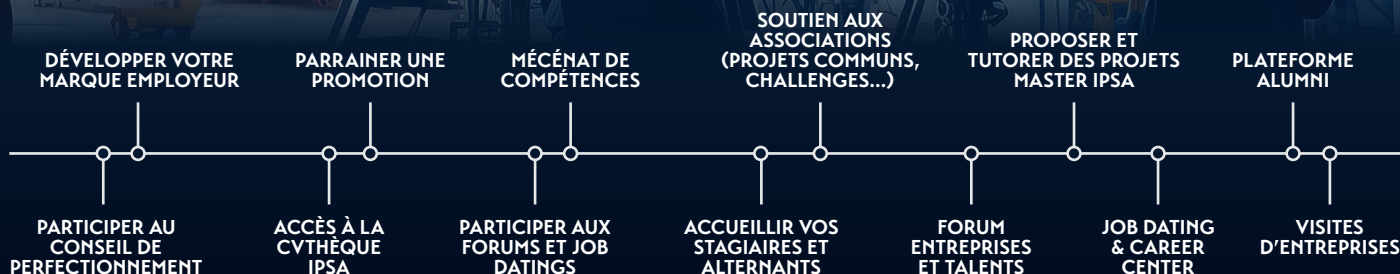 DÉVELOPPER VOTRE
MARQUE EMPLOYEUR
PARRAINER UNE
PROMOTION
MÉCÉNAT DE
COMPÉTENCES
SOUTIEN AUX
ASSOCIATIONS
(PROJETS COMMUNS,
CHALLENGES...)
PROPOSER ET
TUTORER DES PROJETS
MASTER IPSA
PLATEFORME
ALUMNI
PARTICIPER AU
CONSEIL DE
PERFECTIONNEMENT
ACCÈS À LA
CVTHÈQUE
IPSA
PARTICIPER AUX
FORUMS ET JOB
DATINGS
ACCUEILLIR VOS
STAGIAIRES ET
ALTERNANTS
FORUM
ENTREPRISES
ET TALENTS
JOB DATING
& CAREER
CENTER
VISITES
D'ENTREPRISES